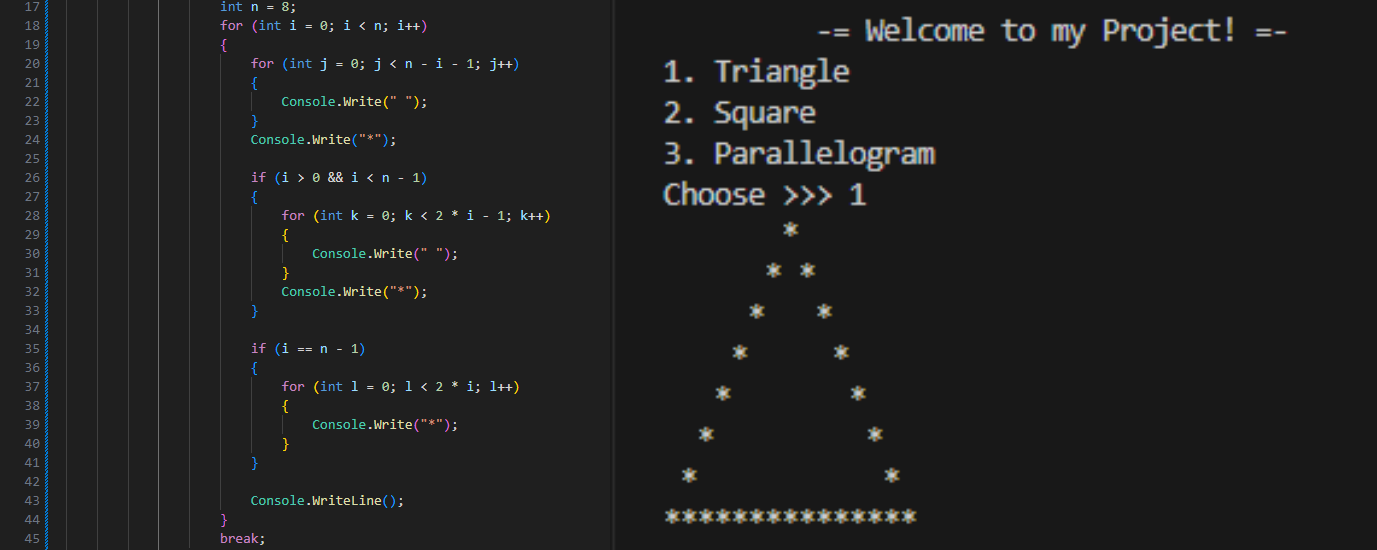 17 int n = 8;
18 for (int i = 0; i < n; i++)
19 {
20 for (int j = 0; j < n - i - 1; j++)
21 {
22 Console.Write(" ");
23 }
24 Console.Write("*");
25
26 if (i > 0 && i < n - 1)
27 {
28 for (int k = 0; k < 2 * i - 1; k++)
29 {
30 Console.Write(" ");
31 }
32 Console.Write("*");
33 }
34
35 if (i == n - 1)
36 {
37 for (int l = 0; l < 2 * i; l++)
38 {
39 Console.Write("*");
40 }
41 }
42
43 Console.WriteLine();
44 }
45 break;
-= Welcome to my Project! =-
1. Triangle
2. Square
3. Parallelogram
Choose >>> 1
       *
      * *
     *   *
    *     *
   *       *
  *         *
 *           *
***************